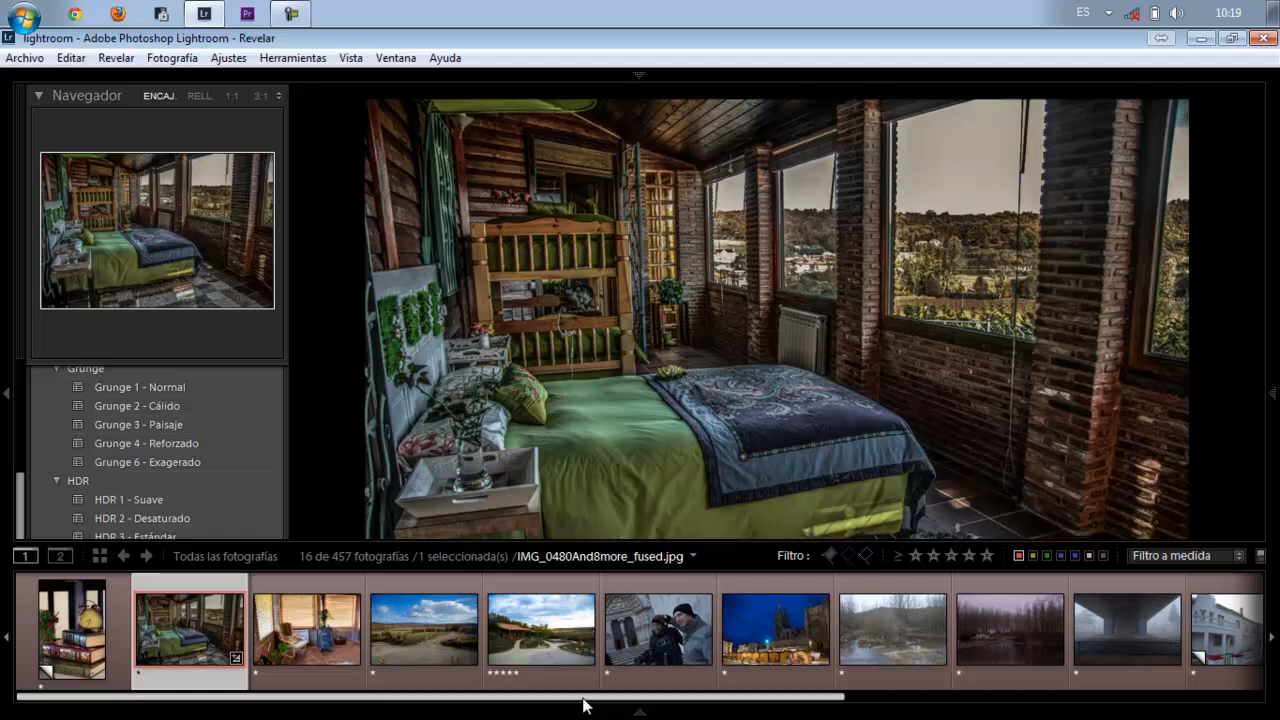 Lr
Pr
ES
10:19
Lr
lightroom - Adobe Photoshop Lightroom - Revelar
Archivo Editar Revelar Fotografía Ajustes Herramientas Vista Ventana Ayuda
Navegador ENCAJ. RELL. 1:1 3:1
Grunge
Grunge 1 - Normal
Grunge 2 - Cálido
Grunge 3 - Paisaje
Grunge 4 - Reforzado
Grunge 6 - Exagerado
HDR
HDR 1 - Suave
HDR 2 - Desaturado
HDR 3 - Estándar
1 2 Todas las fotografías 16 de 457 fotografías /1 seleccionada(s) /IMG_0480And8more_fused.jpg Filtro : ≥ Filtro a medida